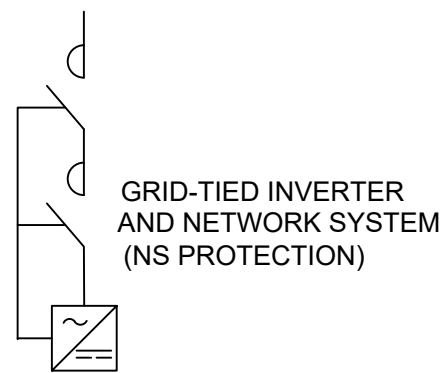 GRID-TIED INVERTER
AND NETWORK SYSTEM
(NS PROTECTION)